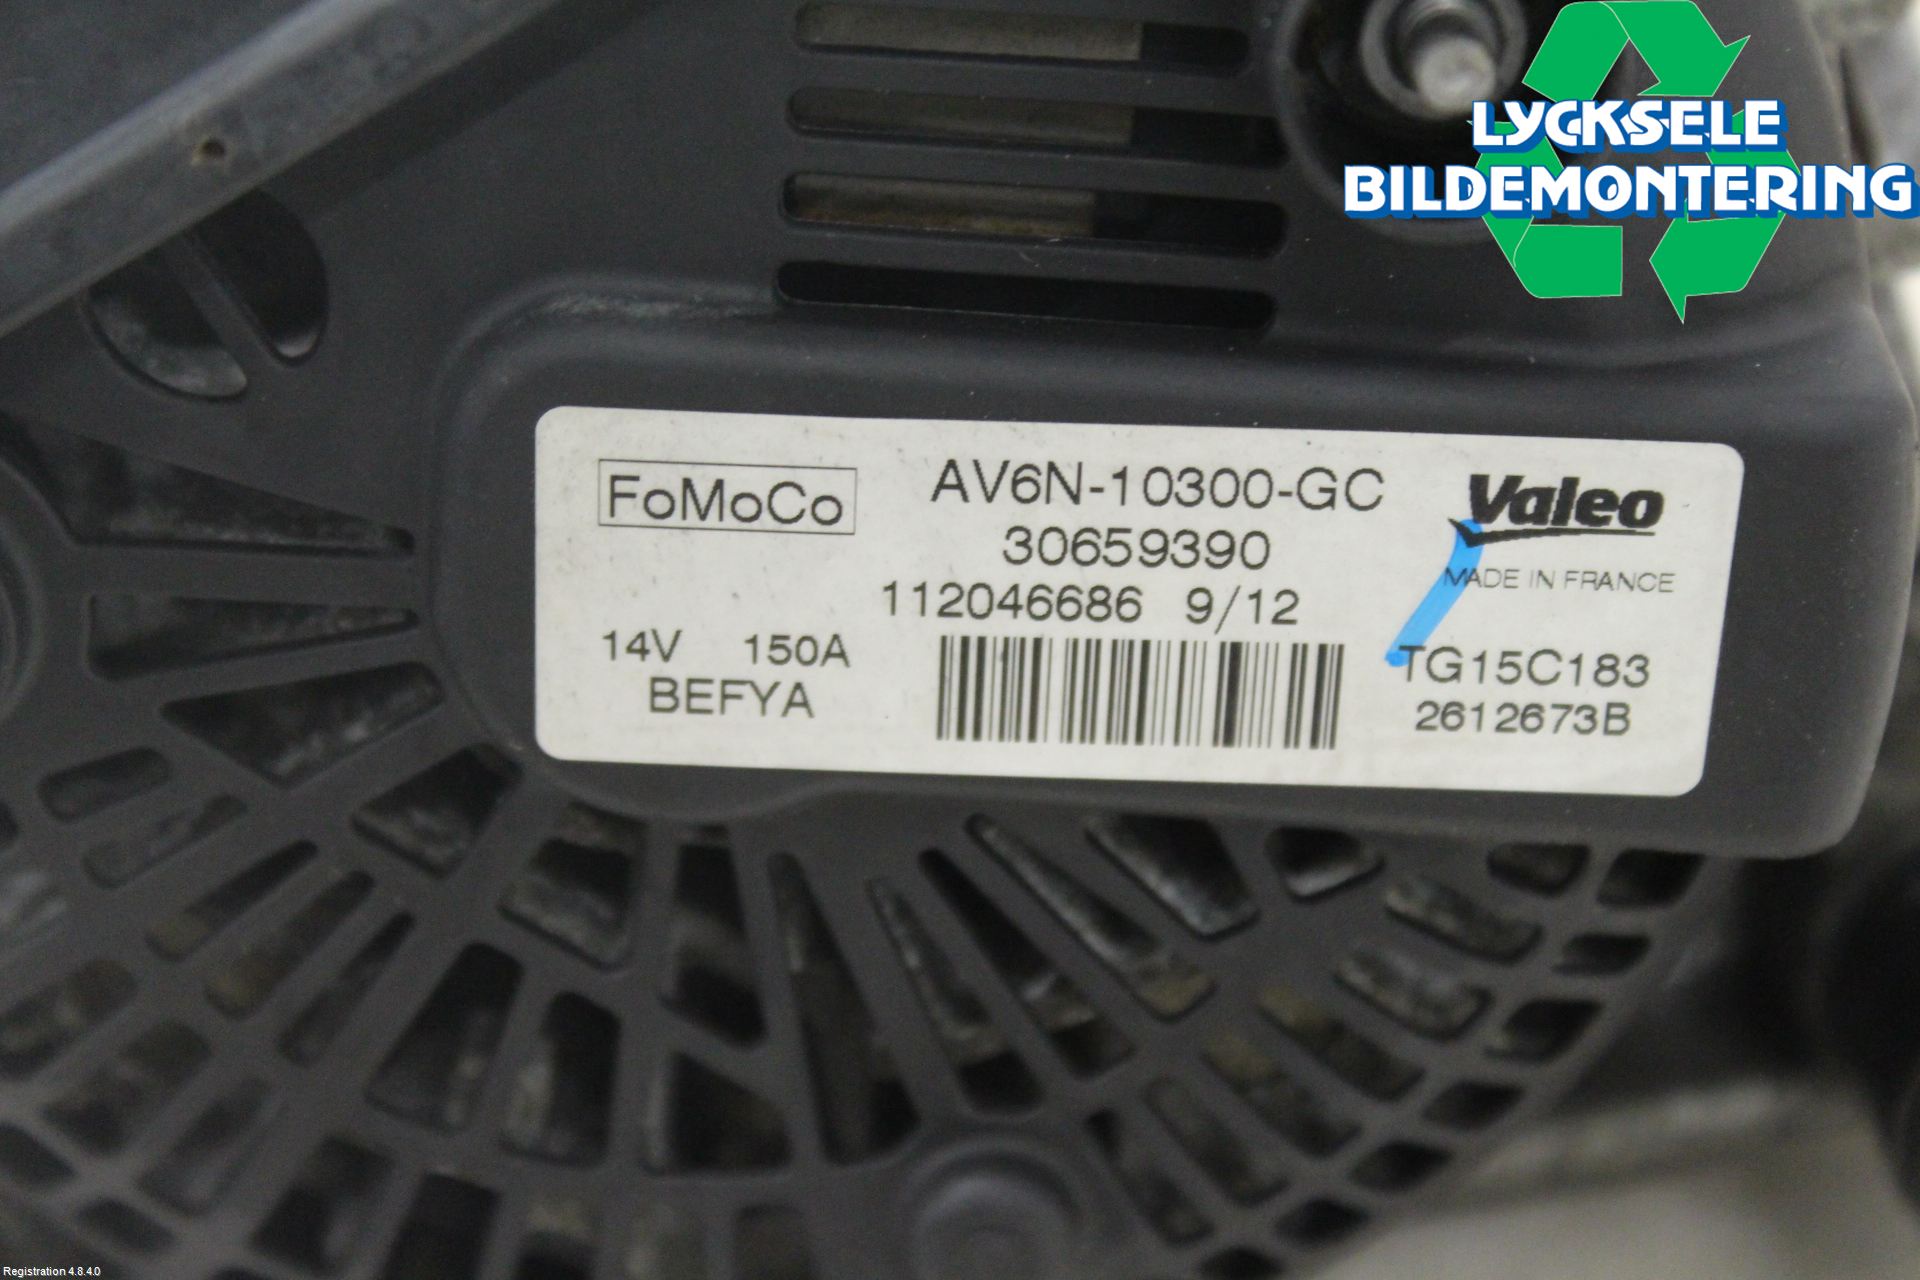 LYCKSELE
BILDEMONTERING
FoMoCo
AV6N-10300-GC
30659390
112046686 9/12
14V 150A
BEFYA
Valeo
MADE IN FRANCE
TG15C183
2612673B
Registration 4.8.4.0